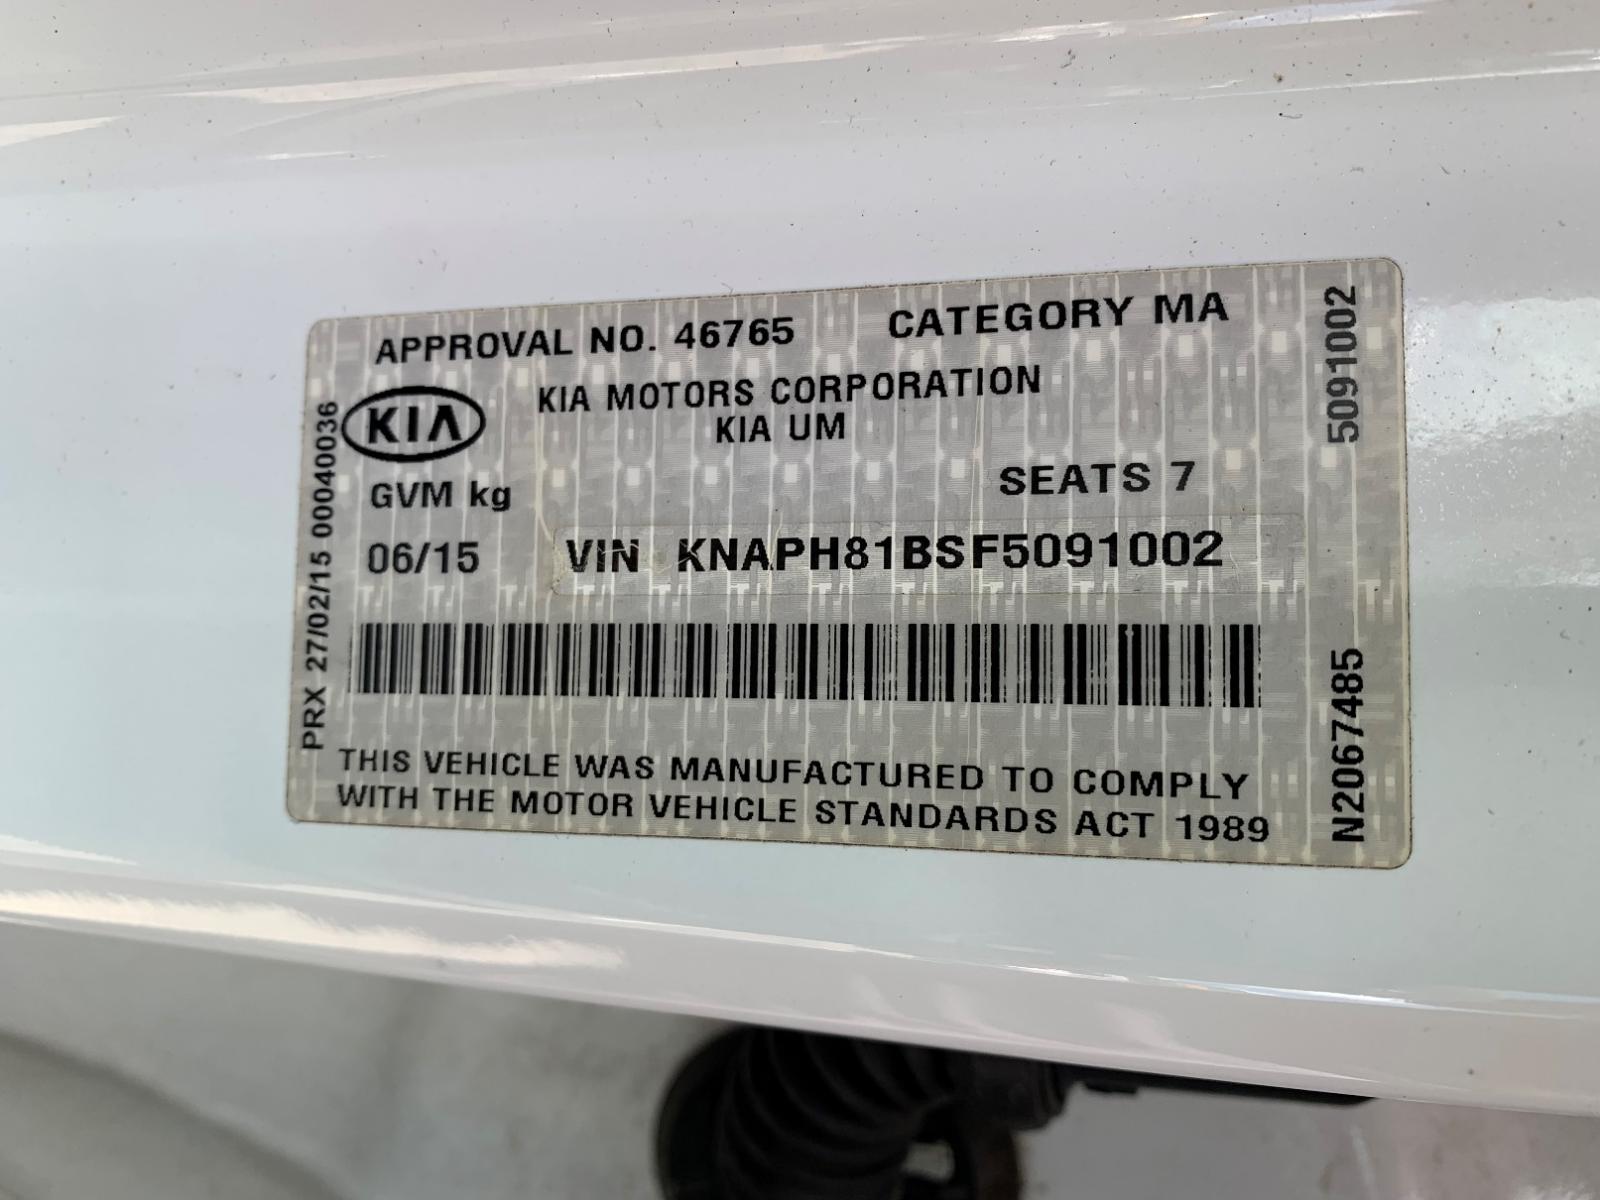 APPROVAL NO. 46765 CATEGORY MA
KIA
KIA MOTORS CORPORATION
KIA UM
GVM kg SEATS 7
06/15 VIN KNAPH81BSF5091002
THIS VEHICLE WAS MANUFACTURED TO COMPLY
WITH THE MOTOR VEHICLE STANDARDS ACT 1989
PRX 27/02/15 00040036
N2067485 5091002